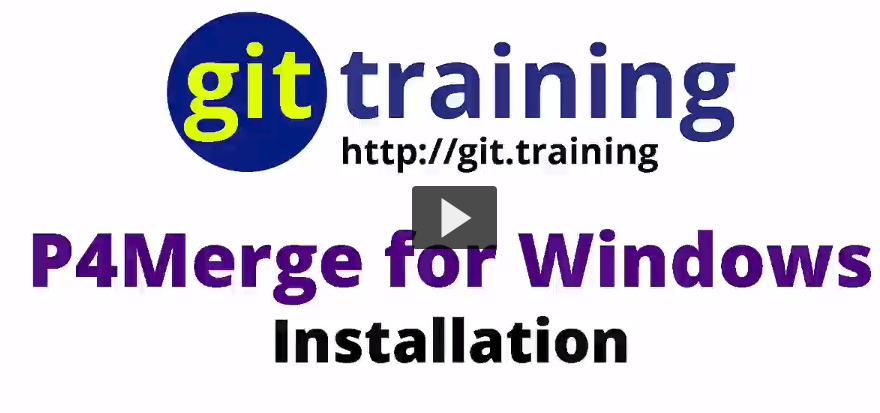 git training
http://git.training
P4Merge for Windows
Installation